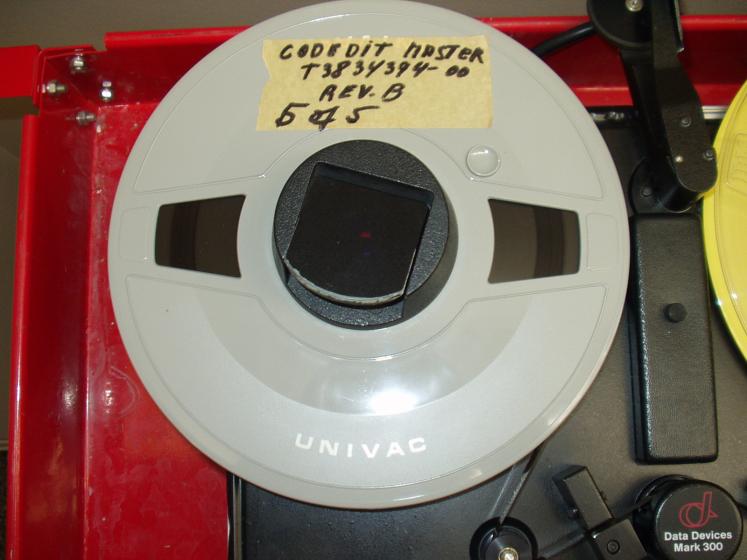 CODEDIT MASTER
T3834394-00
REV. B
5 of 5
UNIVAC
Data Devices
Mark 300